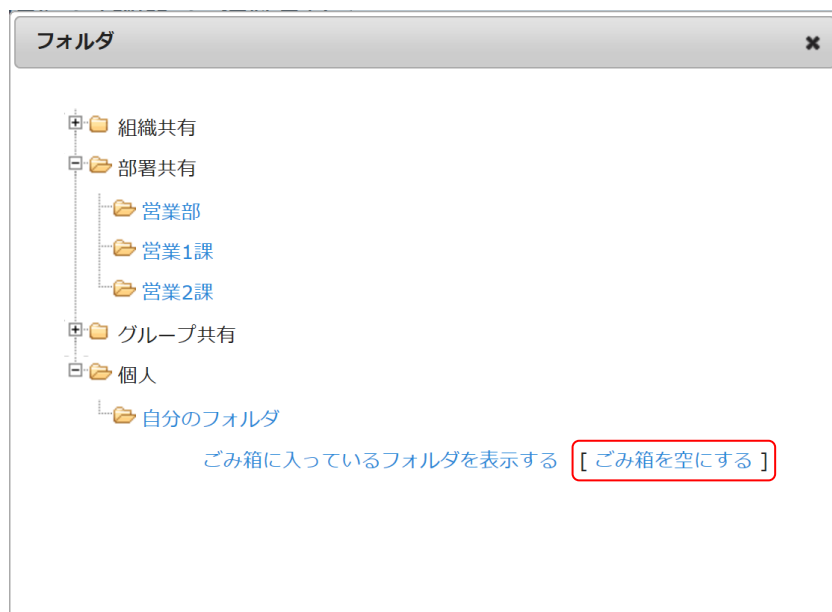 フォルダ
組織共有
部署共有
営業部
営業1課
営業2課
グループ共有
個人
自分のフォルダ
ごみ箱に入っているフォルダを表示する [ ごみ箱を空にする ]